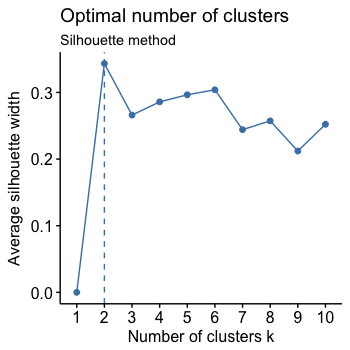 Optimal number of clusters
Silhouette method
Average silhouette width
0.3
0.2
0.1
0.0
1 2 3 4 5 6 7 8 9 10
Number of clusters k